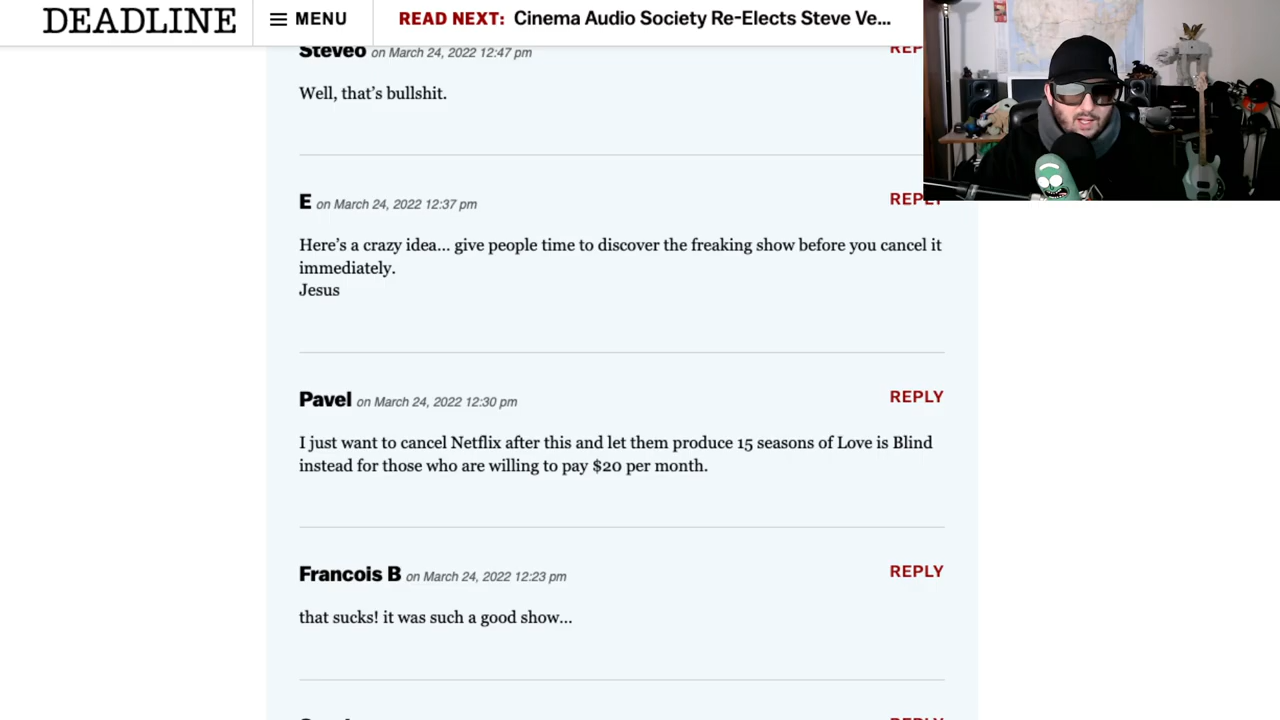 DEADLINE
MENU
READ NEXT: Cinema Audio Society Re-Elects Steve Ve...
Steveo on March 24, 2022 12:47 pm
REP
Well, that’s bullshit.
E on March 24, 2022 12:37 pm
REPLY
Here’s a crazy idea... give people time to discover the freaking show before you cancel it
immediately.
Jesus
Pavel on March 24, 2022 12:30 pm
REPLY
I just want to cancel Netflix after this and let them produce 15 seasons of Love is Blind
instead for those who are willing to pay $20 per month.
Francois B on March 24, 2022 12:23 pm
REPLY
that sucks! it was such a good show...
REPLY